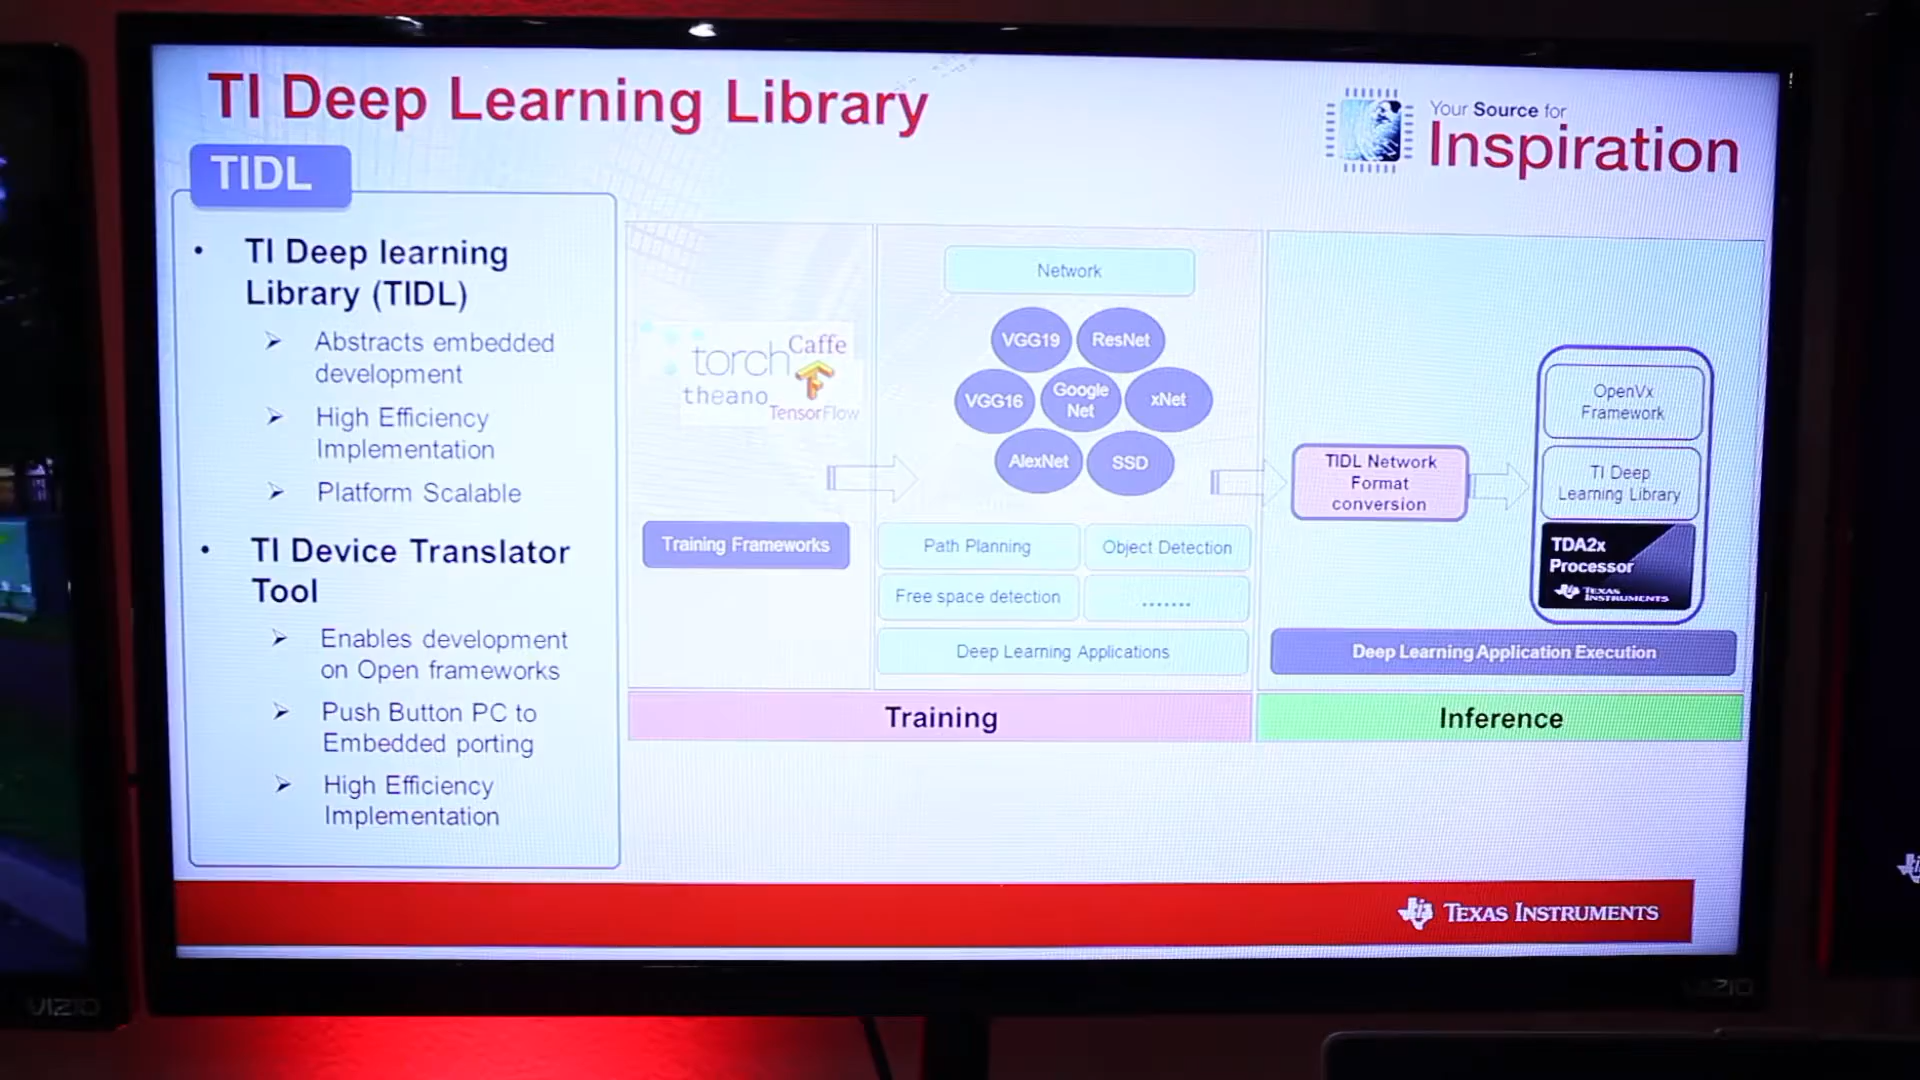 TI Deep Learning Library
Your Source for
Inspiration
TIDL
• TI Deep learning
Library (TIDL)
➢ Abstracts embedded
development
➢ High Efficiency
Implementation
➢ Platform Scalable
• TI Device Translator
Tool
➢ Enables development
on Open frameworks
➢ Push Button PC to
Embedded porting
➢ High Efficiency
Implementation
torch
Caffe
theano
TensorFlow
Training Frameworks
Network
VGG19
ResNet
VGG16
Google
Net
xNet
AlexNet
SSD
Path Planning
Object Detection
Free space detection
.......
Deep Learning Applications
Training
TIDL Network
Format
conversion
OpenVx
Framework
TI Deep
Learning Library
TDA2x
Processor
TEXAS
INSTRUMENTS
Deep Learning Application Execution
Inference
TEXAS INSTRUMENTS
VIZIO
VIZIO